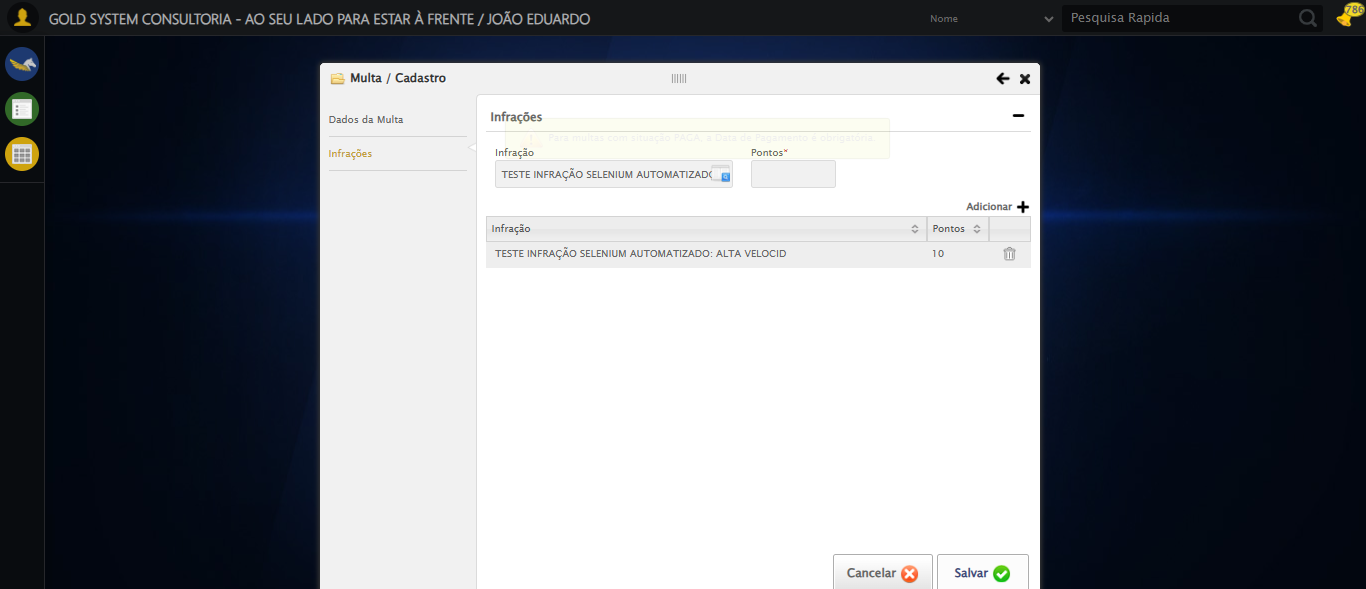 GOLD SYSTEM CONSULTORIA - AO SEU LADO PARA ESTAR À FRENTE / JOÃO EDUARDO
Nome
Pesquisa Rapida
786
Multa / Cadastro
Dados da Multa
Infrações
Infrações
Para multas com situação PAGA, a Data de Pagamento é obrigatória.
Infração
Pontos*
TESTE INFRAÇÃO SELENIUM AUTOMATIZADO
Adicionar
Infração
Pontos
TESTE INFRAÇÃO SELENIUM AUTOMATIZADO: ALTA VELOCID
10
Cancelar
Salvar